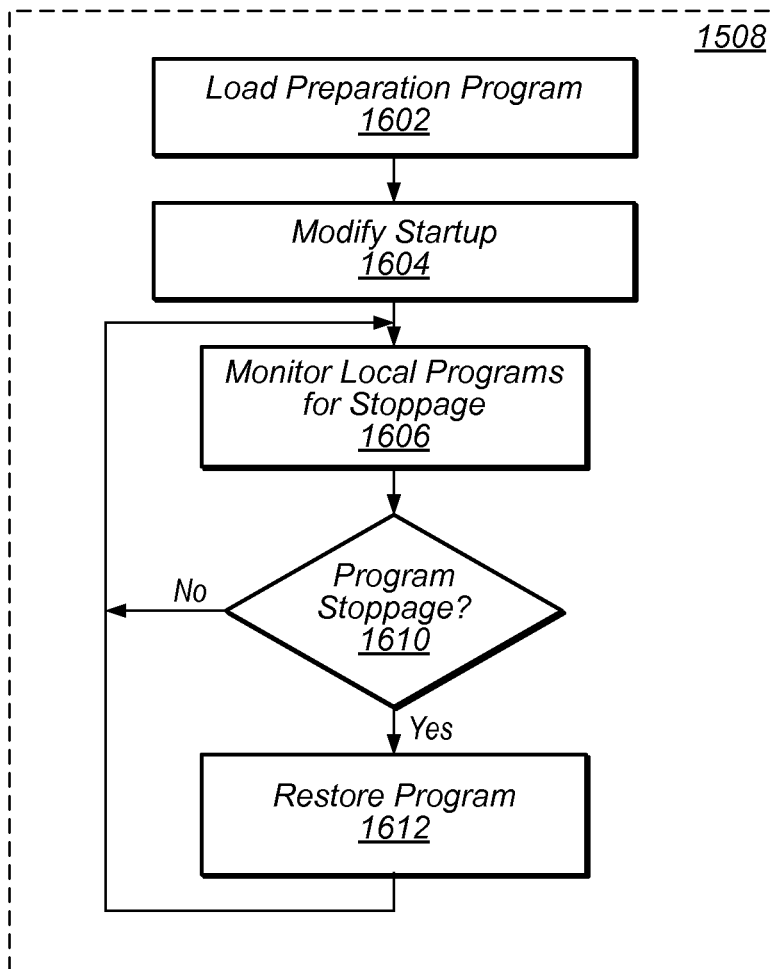 1508
Load Preparation Program
1602
Modify Startup
1604
Monitor Local Programs
for Stoppage
1606
Program
Stoppage?
1610
No
Yes
Restore Program
1612